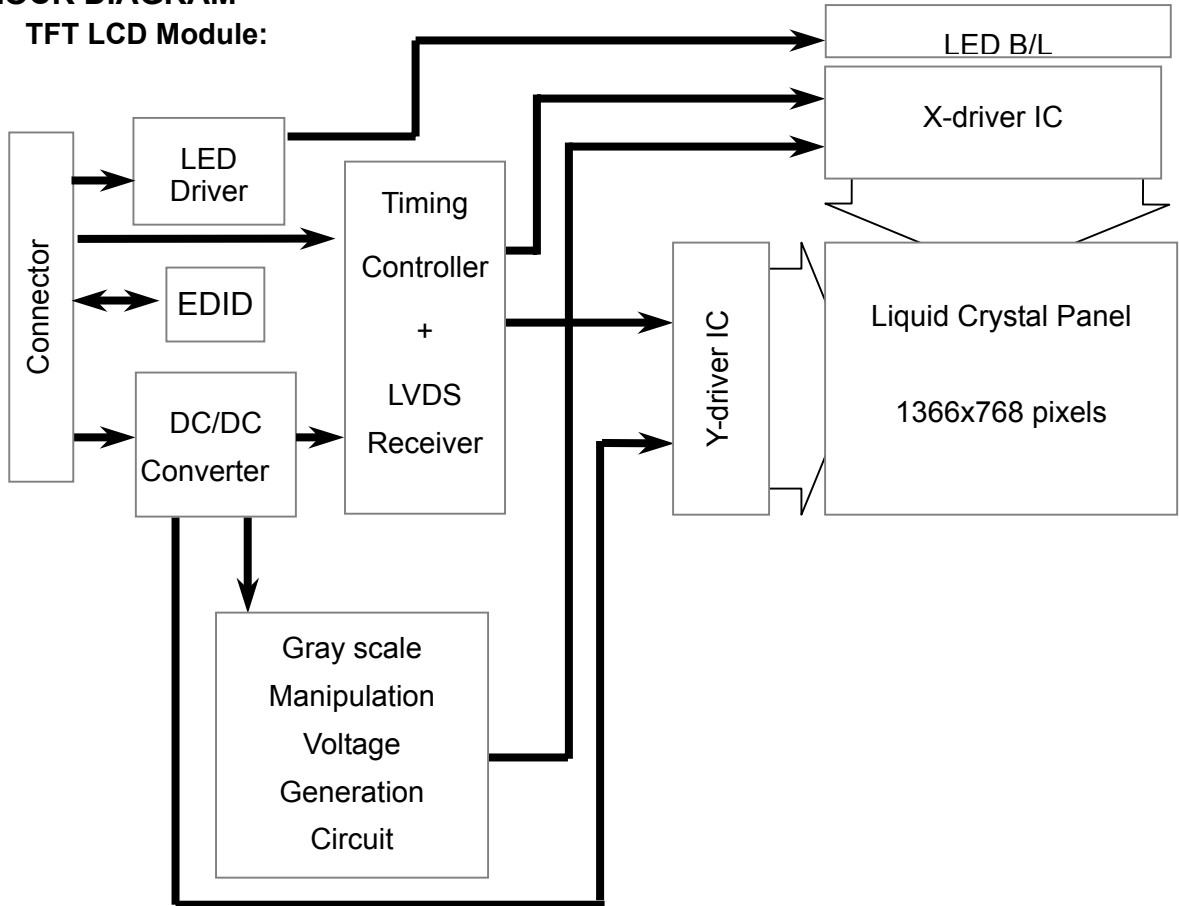 DIAGRAM
TFT LCD Module:
LED B/L
X-driver IC
LED
Driver
Timing
Controller
+
LVDS
Receiver
Connector
EDID
DC/DC
Converter
Y-driver IC
Liquid Crystal Panel
1366x768 pixels
Gray scale
Manipulation
Voltage
Generation
Circuit